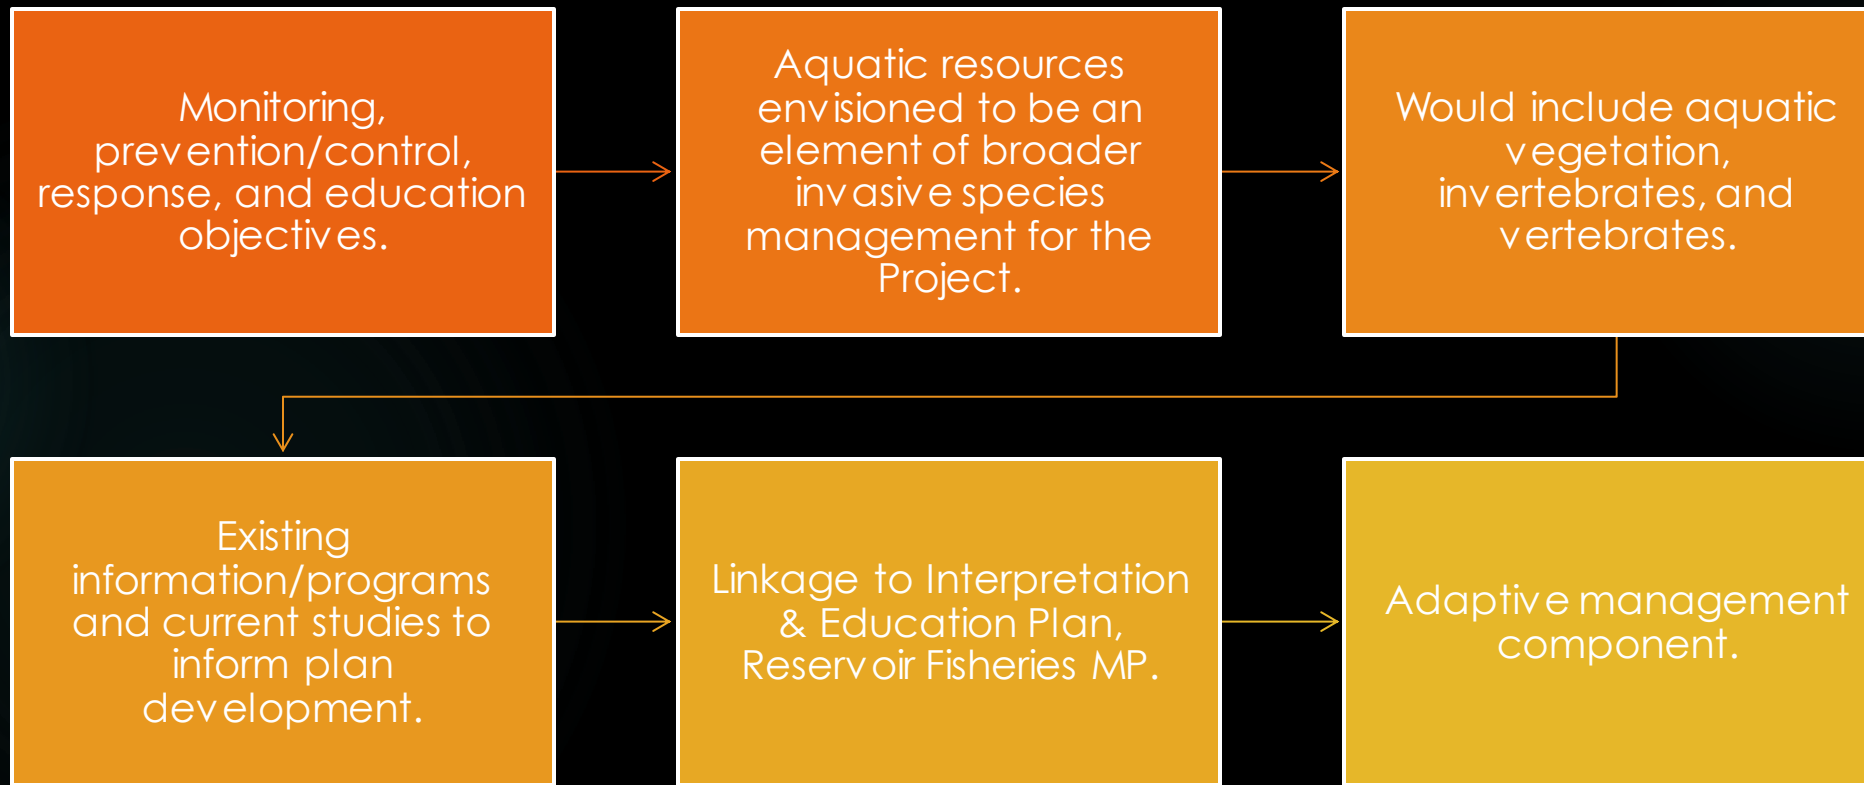 Monitoring,
prevention/control,
response, and education
objectives.
Aquatic resources
envisioned to be an
element of broader
invasive species
management for the
Project.
Would include aquatic
vegetation,
invertebrates, and
vertebrates.
Existing
information/programs
and current studies to
inform plan
development.
Linkage to Interpretation
& Education Plan,
Reservoir Fisheries MP.
Adaptive management
component.